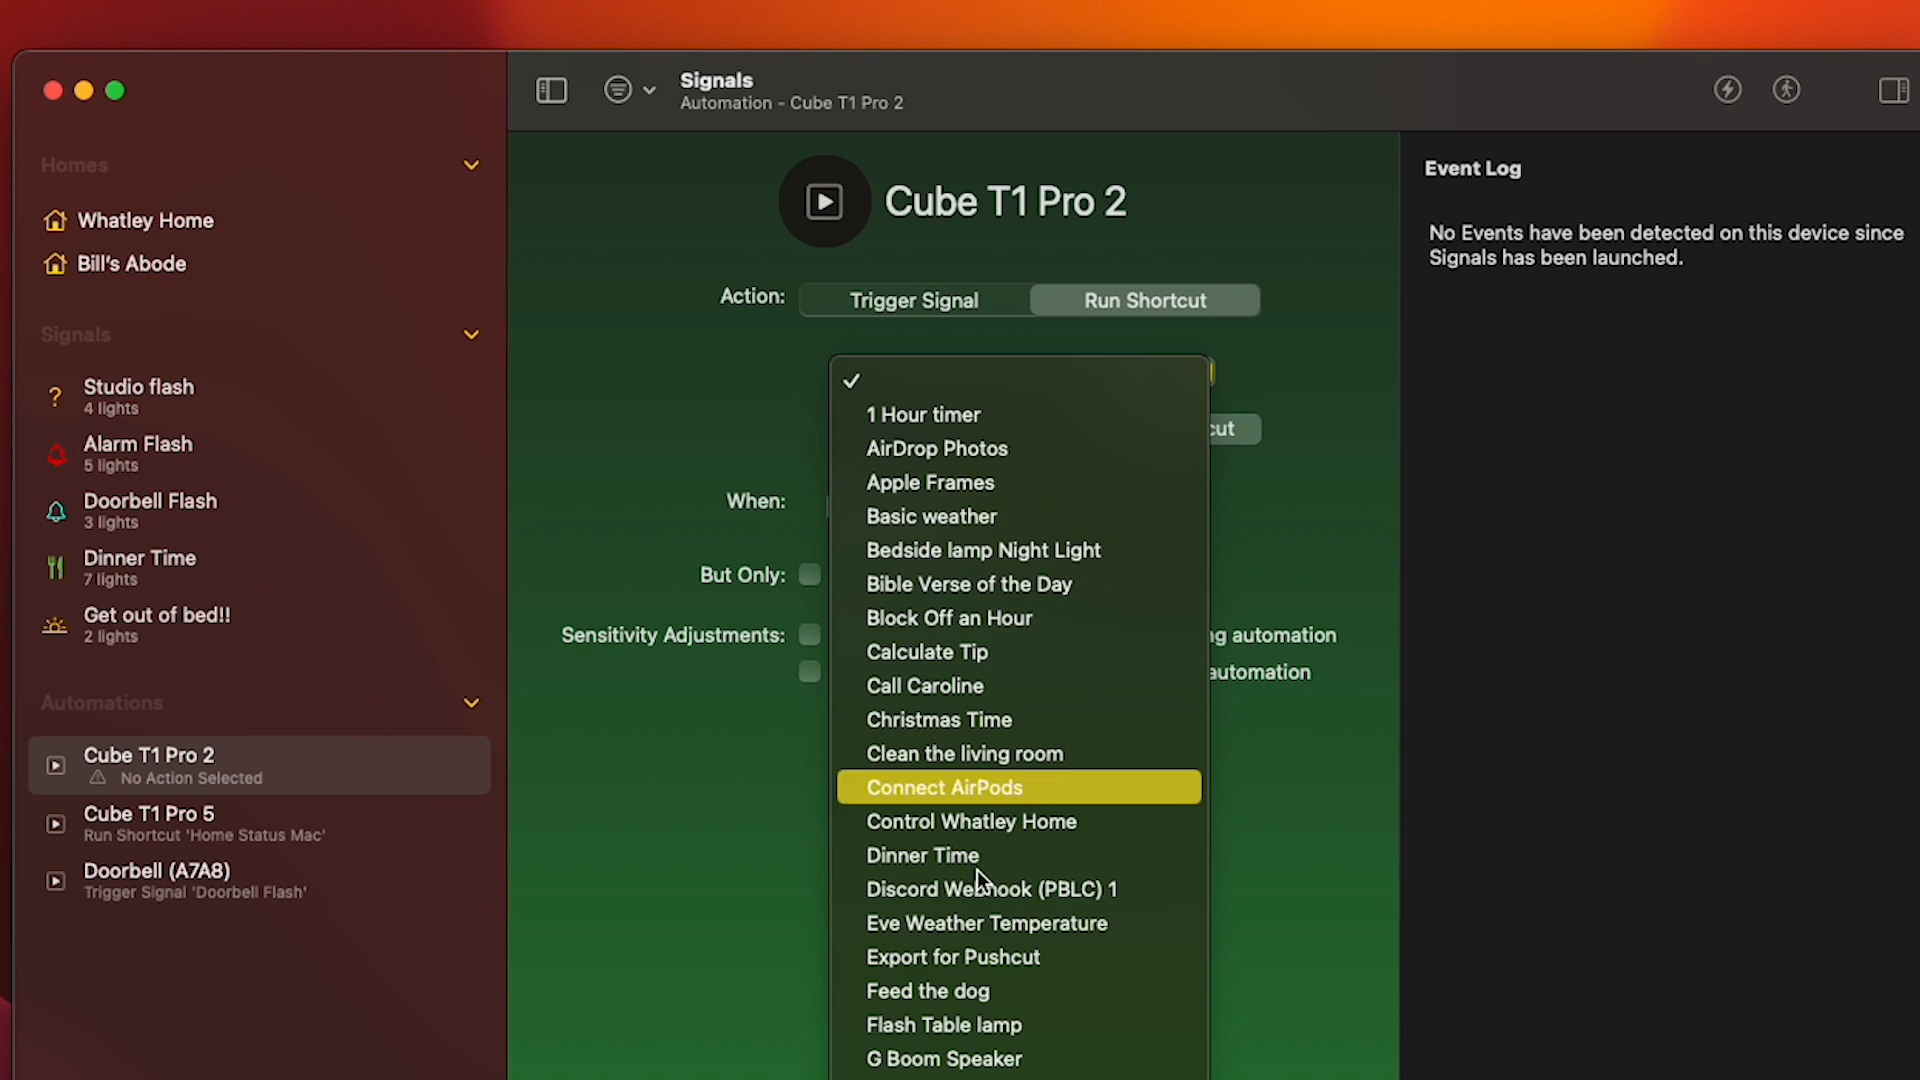 Signals
Automation - Cube T1 Pro 2
Homes
Whatley Home
Bill's Abode
Signals
Studio flash
4 lights
Alarm Flash
5 lights
Doorbell Flash
3 lights
Dinner Time
7 lights
Get out of bed!!
2 lights
Automations
Cube T1 Pro 2
No Action Selected
Cube T1 Pro 5
Run Shortcut 'Home Status Mac'
Doorbell (A7A8)
Trigger Signal 'Doorbell Flash'
Cube T1 Pro 2
Action:
Trigger Signal
Run Shortcut
When:
But Only:
Sensitivity Adjustments:
automation
automation
1 Hour timer
AirDrop Photos
Apple Frames
Basic weather
Bedside lamp Night Light
Bible Verse of the Day
Block Off an Hour
Calculate Tip
Call Caroline
Christmas Time
Clean the living room
Connect AirPods
Control Whatley Home
Dinner Time
Discord Webhook (PBLC) 1
Eve Weather Temperature
Export for Pushcut
Feed the dog
Flash Table lamp
G Boom Speaker
Event Log
No Events have been detected on this device since
Signals has been launched.